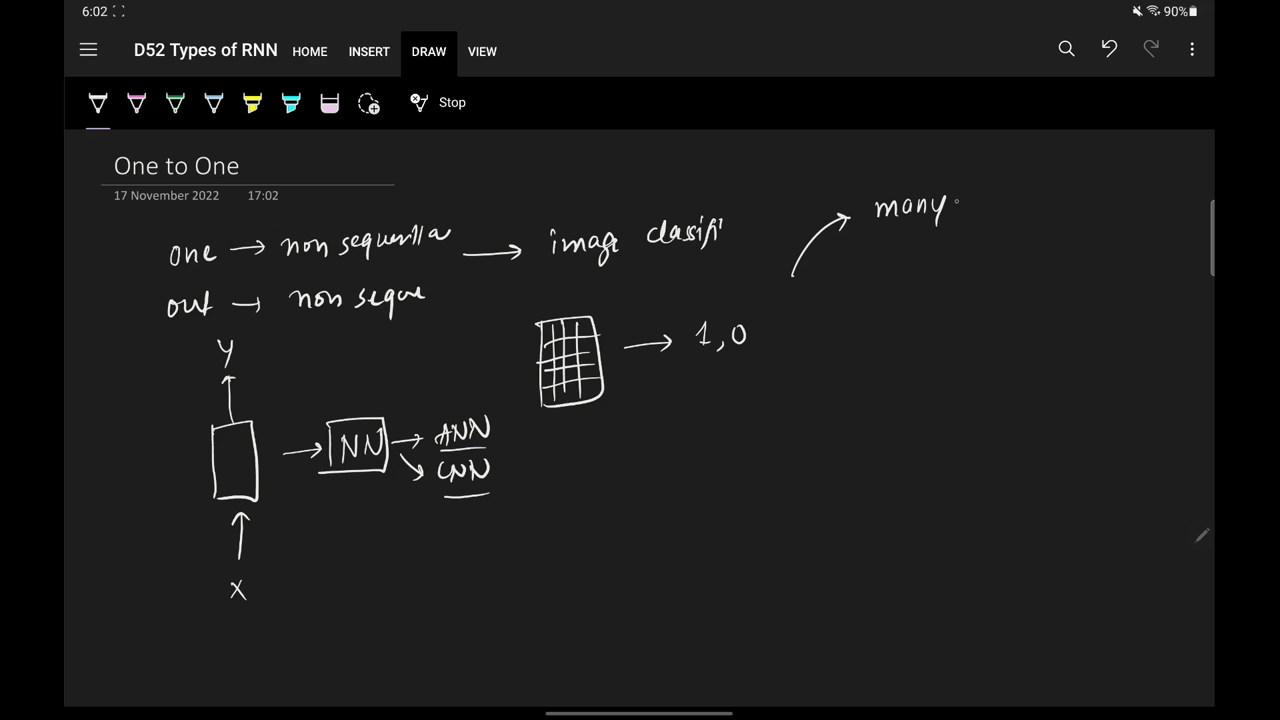 6:02 90%
D52 Types of RNN HOME INSERT DRAW VIEW
Stop
One to One
17 November 2022 17:02
many
one → non sequentia → image classifi
out → non seque
Y
→ 1,0
→ NN → ANN
CNN
X